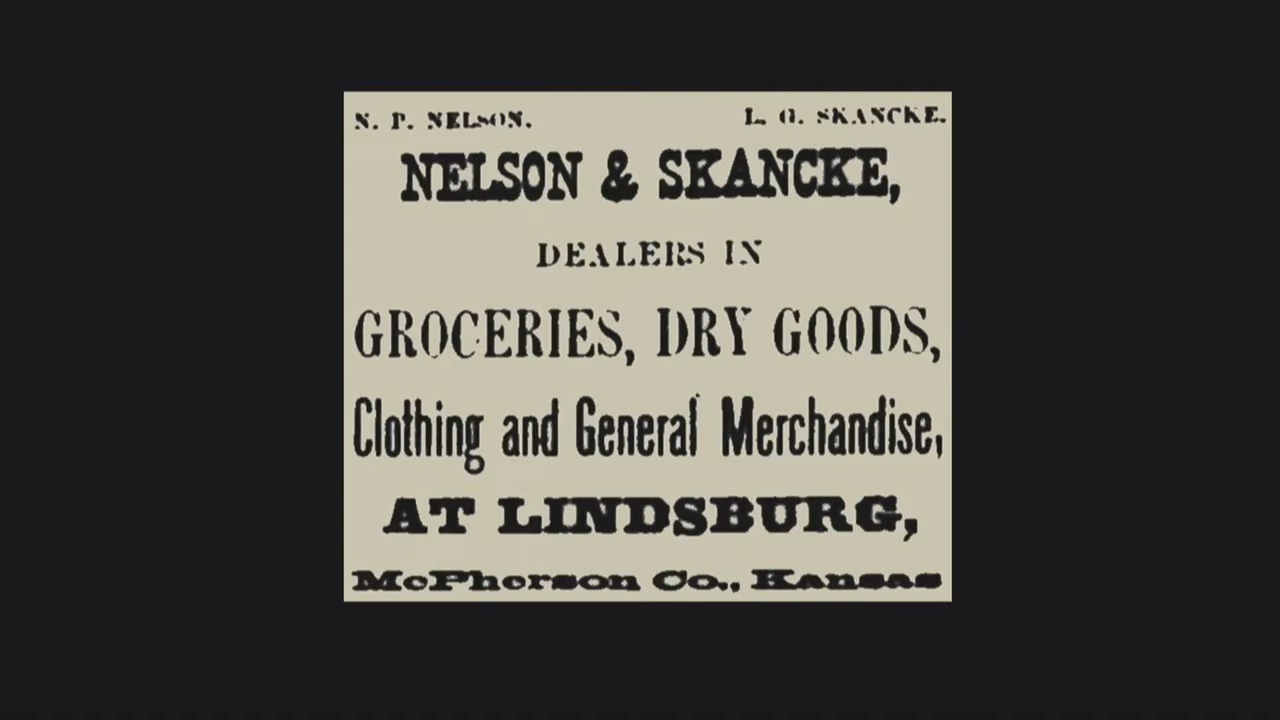 N. P. NELSON. L. G. SKANCKE.
NELSON & SKANCKE,
DEALERS IN
GROCERIES, DRY GOODS,
Clothing and General Merchandise,
AT LINDSBURG,
McPherson Co., Kansas